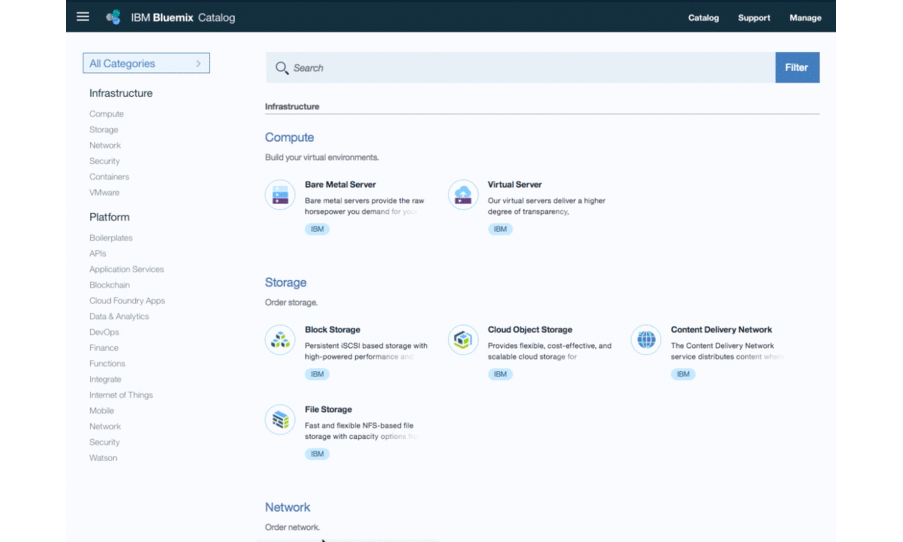 IBM Bluemix Catalog
Catalog
Support
Manage
All Categories
Infrastructure
Compute
Storage
Network
Security
Containers
VMware
Platform
Boilerplates
APIs
Application Services
Blockchain
Cloud Foundry Apps
Data & Analytics
DevOps
Finance
Functions
Integrate
Internet of Things
Mobile
Network
Security
Watson
Search
Filter
Infrastructure
Compute
Build your virtual environments.
Bare Metal Server
Bare metal servers provide the raw
horsepower you demand for your
IBM
Virtual Server
Our virtual servers deliver a higher
degree of transparency,
IBM
Storage
Order storage.
Block Storage
Persistent iSCSI based storage with
high-powered performance and
IBM
Cloud Object Storage
Provides flexible, cost-effective, and
scalable cloud storage for
IBM
Content Delivery Network
The Content Delivery Network
service distributes content where
IBM
File Storage
Fast and flexible NFS-based file
storage with capacity options
IBM
Network
Order network.